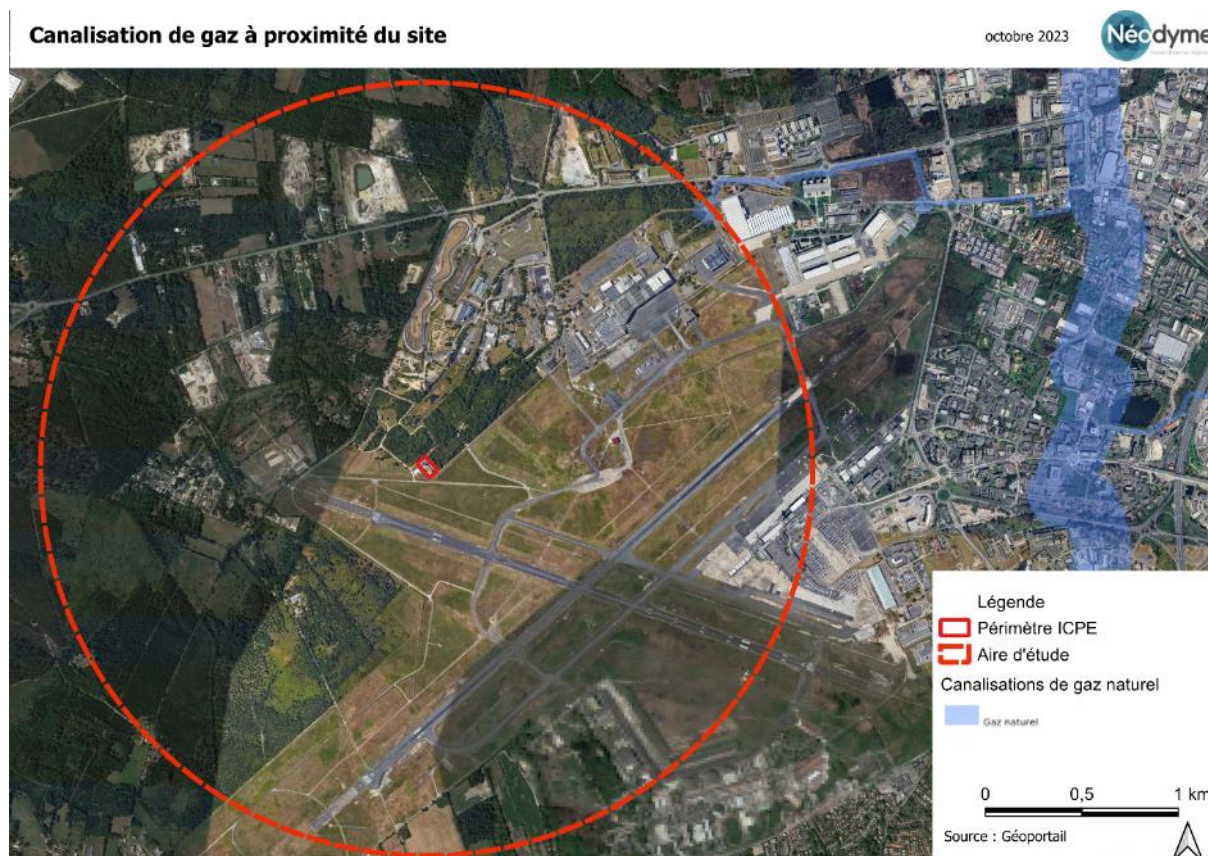 Canalisation de gaz à proximité du site
octobre 2023
Néodyme
Légende
Périmètre ICPE
Aire d'étude
Canalisations de gaz naturel
Gaz naturel
0 0,5 1 km
Source : Géoportail